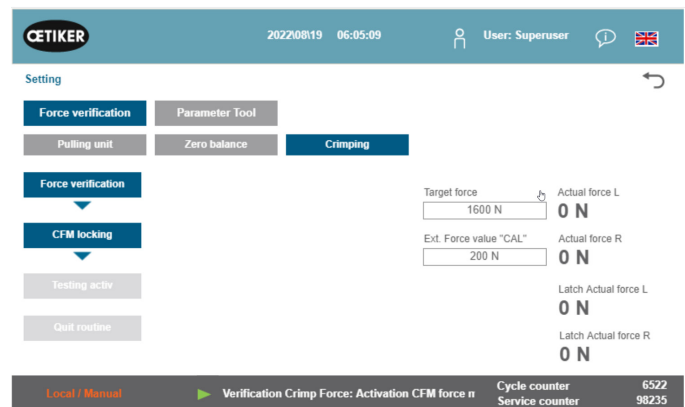 OETIKER
2022\08\19 06:05:09
User: Superuser
Setting
Force verification Parameter Tool
Pulling unit Zero balance Crimping
Force verification
CFM locking
Testing activ
Quit routine
Target force
1600 N
Ext. Force value "CAL"
200 N
Actual force L
0 N
Actual force R
0 N
Latch Actual force L
0 N
Latch Actual force R
0 N
Local / Manual
Verification Crimp Force: Activation CFM force
Cycle counter 6522
Service counter 98235